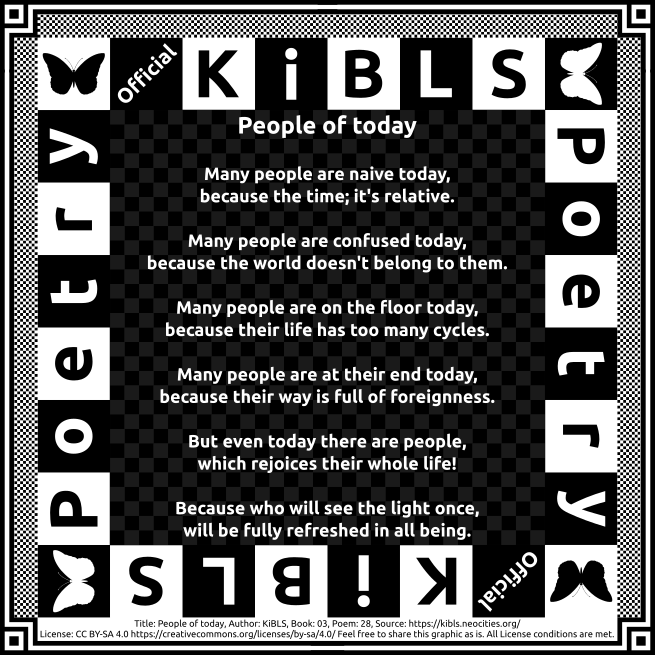 Official KiBLS
Poetry
Poetry
People of today
Many people are naive today,
because the time; it's relative.
Many people are confused today,
because the world doesn't belong to them.
Many people are on the floor today,
because their life has too many cycles.
Many people are at their end today,
because their way is full of foreignness.
But even today there are people,
which rejoices their whole life!
Because who will see the light once,
will be fully refreshed in all being.
Official KiBLS
Title: People of today, Author: KiBLS, Book: 03, Poem: 28, Source: https://kibls.neocities.org/
License: CC BY-SA 4.0 https://creativecommons.org/licenses/by-sa/4.0/ Feel free to share this graphic as is. All License conditions are met.